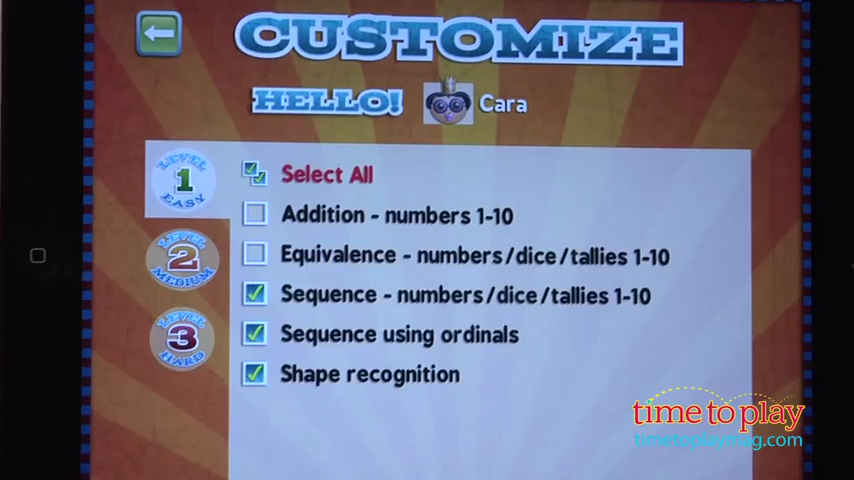 CUSTOMIZE
HELLO! Cara
LEVEL 1 EASY
Select All
Addition - numbers 1-10
LEVEL 2 MEDIUM
Equivalence - numbers/dice/tallies 1-10
Sequence - numbers/dice/tallies 1-10
LEVEL 3 HARD
Sequence using ordinals
Shape recognition
time to play
timetoplaymag.com